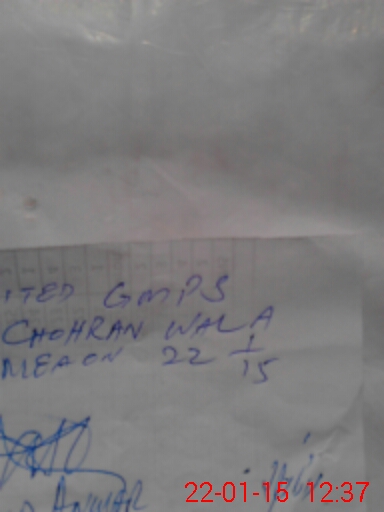 ITED GMPS
CHOHRAN WALA
MEAON 22 1/15
ANWAR
22-01-15 12:37